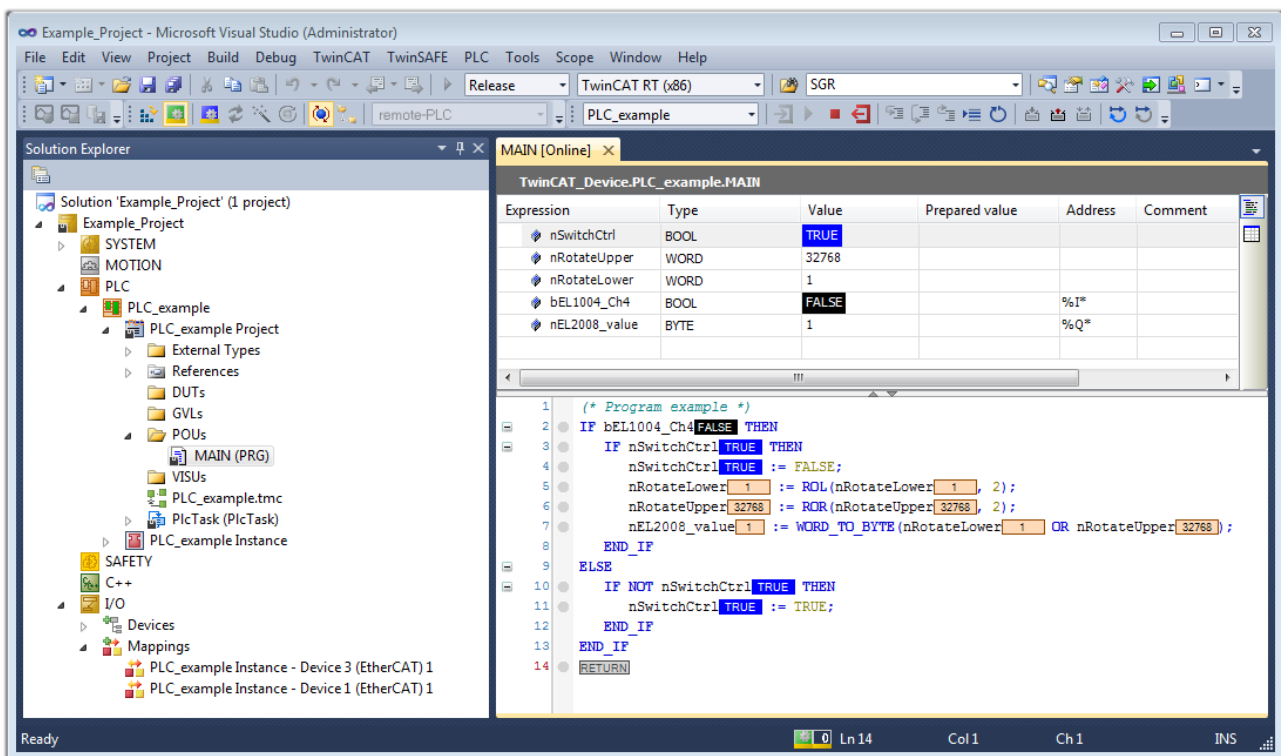 Example_Project - Microsoft Visual Studio (Administrator)
File Edit View Project Build Debug TwinCAT TwinSAFE PLC Tools Scope Window Help
Release TwinCAT RT (x86) SGR
remote-PLC PLC_example
Solution Explorer
Solution 'Example_Project' (1 project)
Example_Project
SYSTEM
MOTION
PLC
PLC_example
PLC_example Project
External Types
References
DUTs
GVLs
POUs
MAIN (PRG)
VISUs
PLC_example.tmc
PlcTask (PlcTask)
PLC_example Instance
SAFETY
C++
I/O
Devices
Mappings
PLC_example Instance - Device 3 (EtherCAT) 1
PLC_example Instance - Device 1 (EtherCAT) 1
MAIN [Online]
TwinCAT_Device.PLC_example.MAIN
Expression Type Value Prepared value Address Comment
nSwitchCtrl BOOL TRUE
nRotateUpper WORD 32768
nRotateLower WORD 1
bEL1004_Ch4 BOOL FALSE %I*
nEL2008_value BYTE 1 %Q*
1 (* Program example *)
2 IF bEL1004_Ch4 FALSE THEN
3 IF nSwitchCtrl TRUE THEN
4 nSwitchCtrl TRUE := FALSE;
5 nRotateLower 1 := ROL(nRotateLower 1 , 2);
6 nRotateUpper 32768 := ROR(nRotateUpper 32768 , 2);
7 nEL2008_value 1 := WORD_TO_BYTE(nRotateLower 1 OR nRotateUpper 32768 );
8 END_IF
9 ELSE
10 IF NOT nSwitchCtrl TRUE THEN
11 nSwitchCtrl TRUE := TRUE;
12 END_IF
13 END_IF
14 RETURN
Ready 0 Ln 14 Col 1 Ch 1 INS